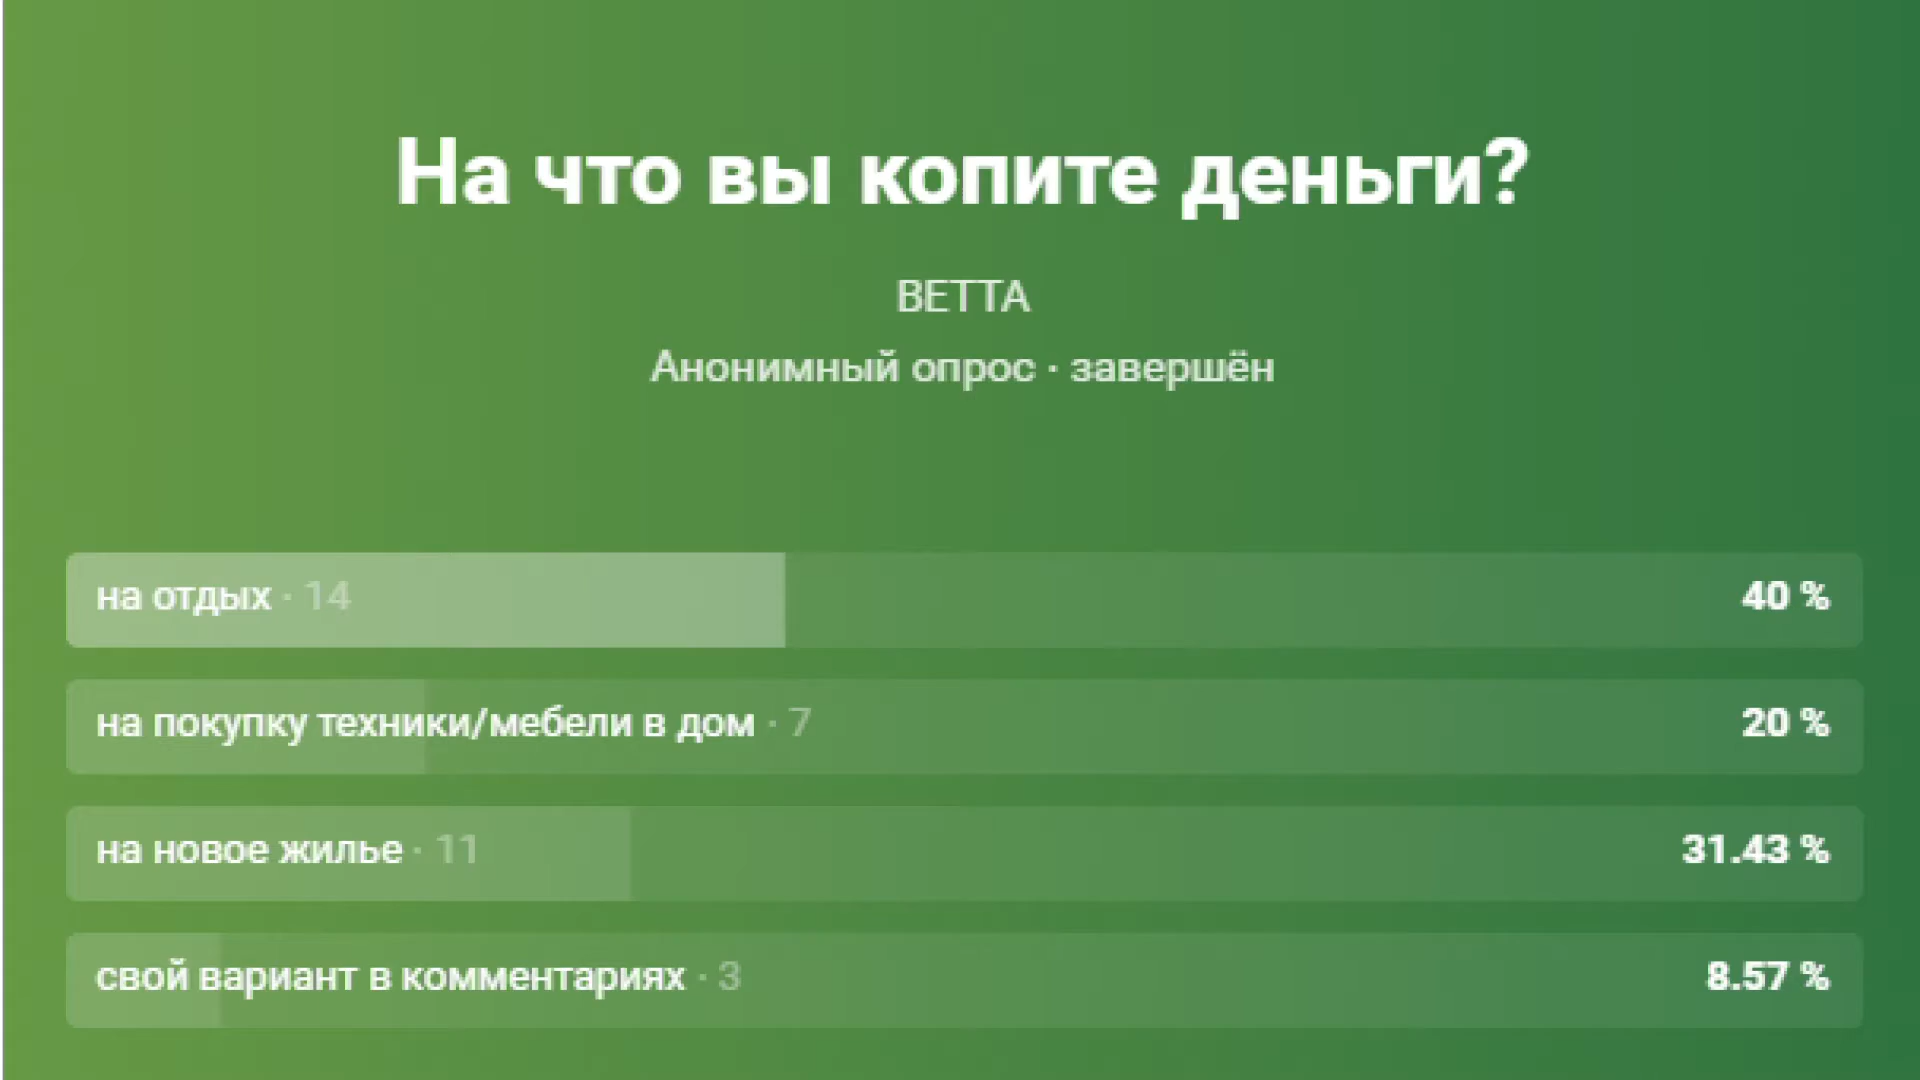 На что вы копите деньги?
ВЕТТА
Анонимный опрос · завершён
на отдых · 14 40 %
на покупку техники/мебели в дом · 7 20 %
на новое жилье · 11 31.43 %
свой вариант в комментариях · 3 8.57 %